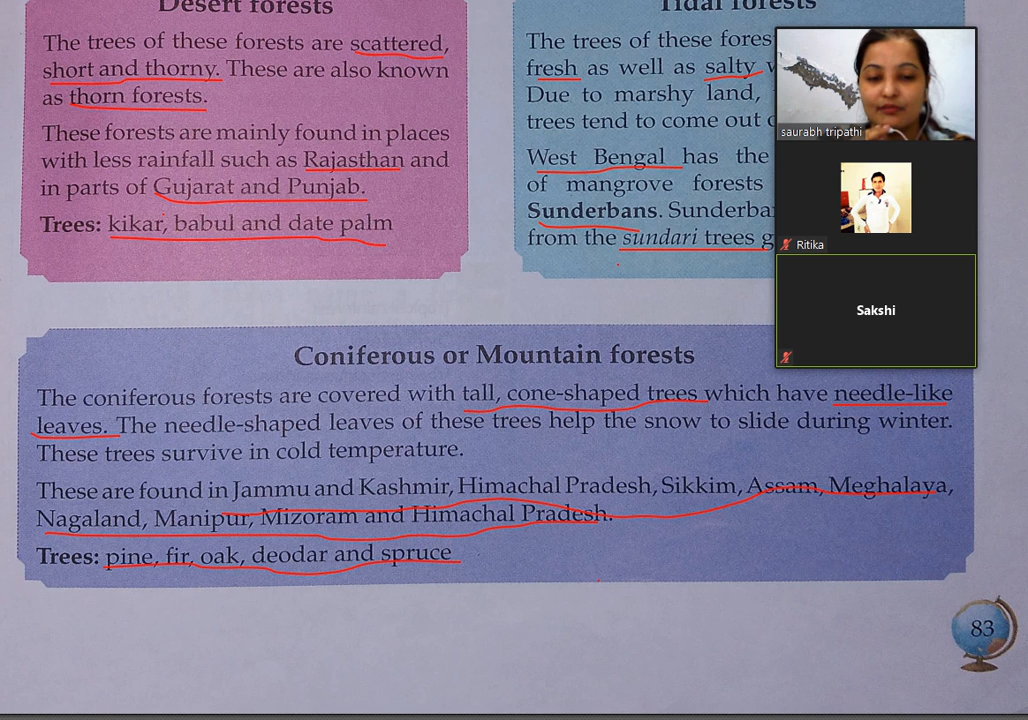 Desert forests
The trees of these forests are scattered,
short and thorny. These are also known
as thorn forests.
These forests are mainly found in places
with less rainfall such as Rajasthan and
in parts of Gujarat and Punjab.
Trees: kikar, babul and date palm
Tidal forests
The trees of these
fresh as well as salty
Due to marshy land,
trees tend to come out
West Bengal has the
of mangrove forests
Sunderbans.
from the sundari trees
saurabh tripathi
Ritika
Sakshi
Coniferous or Mountain forests
The coniferous forests are covered with tall, cone-shaped trees which have needle-like
leaves. The needle-shaped leaves of these trees help the snow to slide during winter.
These trees survive in cold temperature.
These are found in Jammu and Kashmir, Himachal Pradesh, Sikkim, Assam, Meghalaya,
Nagaland, Manipur, Mizoram and Himachal Pradesh.
Trees: pine, fir, oak, deodar and spruce
83